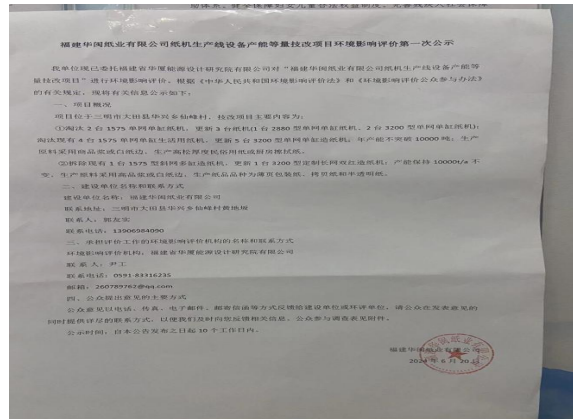 福建华闽纸业有限公司纸机生产线设备产能等量技改项目环境影响评价第一次公示
我单位现已委托福建省华厦能源设计研究院有限公司对“福建华闽纸业有限公司纸机生产线设备产能等
量技改项目”进行环境影响评价。根据《中华人民共和国环境影响评价法》和《环境影响评价公众参与办法》
的有关规定，现将有关信息公示如下：
一、项目概况
项目位于三明市大田县华兴乡仙峰村，技改项目主要内容为：
①淘汰2台1575单网单缸纸机，更新3台纸机(1台2880型单网单缸纸机、2台3200型单网单缸纸机)；
淘汰现有4台1575单网单缸生活用纸机，更新5台3200型单网单缸造纸机；年产能不突破10000吨；生产
原料采用商品浆或白纸边，生产高松厚度民俗用纸或厨房擦拭纸。
②拆除现有1台1575型斜网多缸造纸机，更新1台3200型定制长网改红造纸机；产能保持10000t/a不
变，生产原料采用商品浆或白纸边，生产纸品品种为薄页包装纸、拷贝纸和半透明纸。
二、建设单位名称和联系方式
建设单位名称：福建华闽纸业有限公司
联系地址：三明市大田县华兴乡仙峰村
联系人：
联系电话：13906984090
三、承担评价工作的环境影响评价机构的名称和联系方式
环境影响评价机构：福建省华厦能源设计研究院有限公司
联系人：尹工
联系电话：0591-83316235
邮箱：260789762@qq.com
四、公众提出意见的主要方式
公众意见以电话、传真、电子邮件、邮寄信函等方式反馈给建设单位或环评单位，请公众在发表意见的
同时提供详尽的联系方式，以便我们及时向您反馈相关信息。公众参与调查表见附件。
公示时间：自本公告发布之日起10个工作日内。
福建华闽纸业有限公司
2024年6月20日